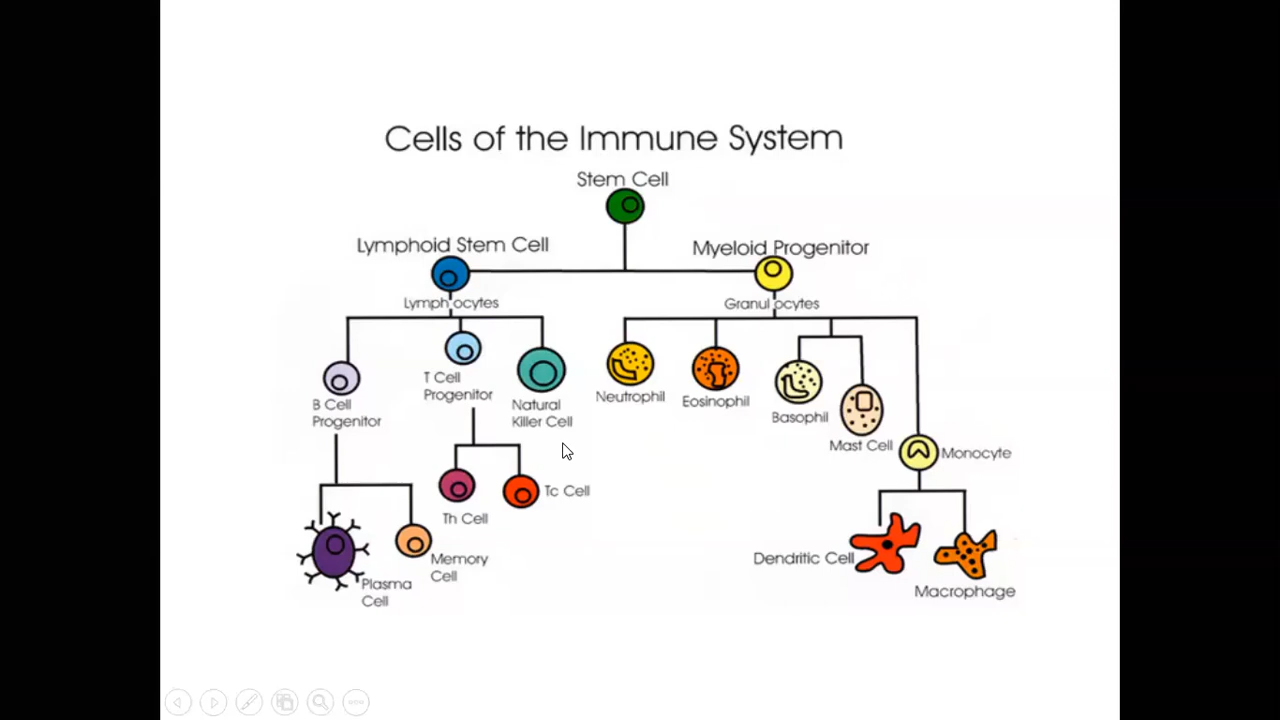 Cells of the Immune System
Stem Cell
Lymphoid Stem Cell
Myeloid Progenitor
Lymphocytes
Granulocytes
B Cell
Progenitor
T Cell
Progenitor
Natural
Killer Cell
Neutrophil
Eosinophil
Basophil
Mast Cell
Monocyte
Th Cell
Tc Cell
Plasma
Cell
Memory
Cell
Dendritic Cell
Macrophage